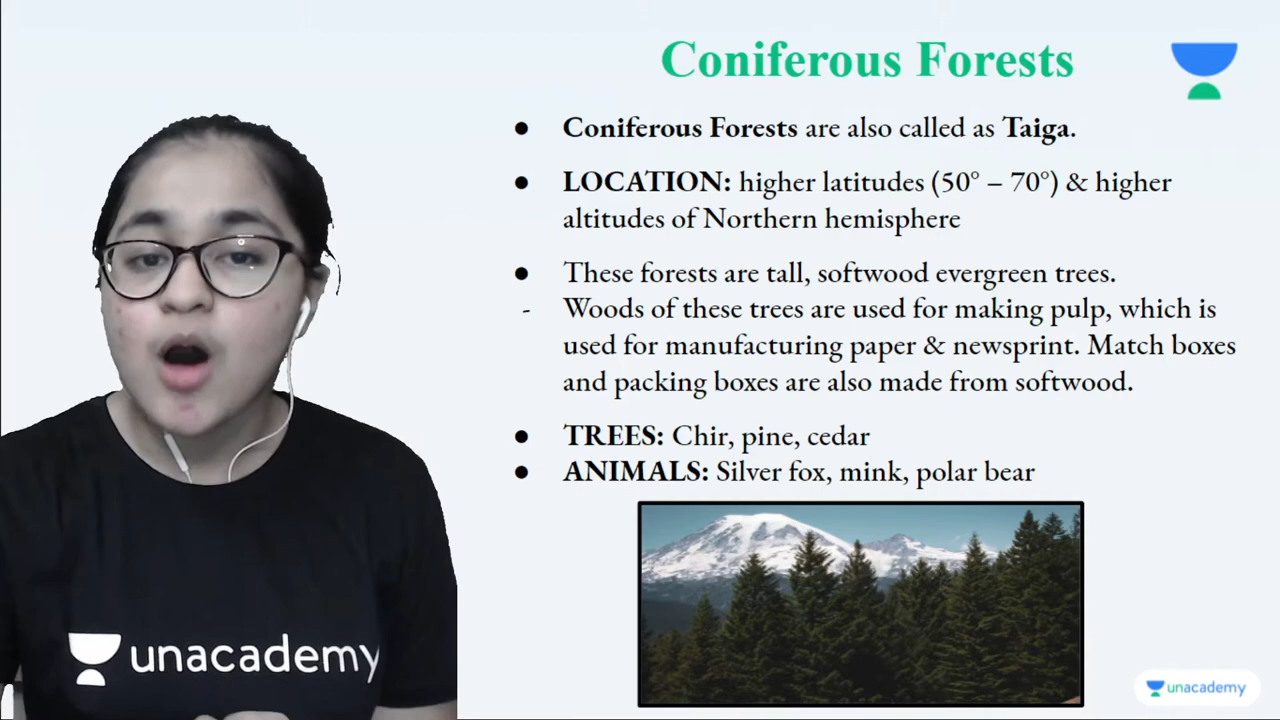 Coniferous Forests
● Coniferous Forests are also called as Taiga.
● LOCATION: higher latitudes (50° – 70°) & higher
altitudes of Northern hemisphere
● These forests are tall, softwood evergreen trees.
- Woods of these trees are used for making pulp, which is
used for manufacturing paper & newsprint. Match boxes
and packing boxes are also made from softwood.
● TREES: Chir, pine, cedar
● ANIMALS: Silver fox, mink, polar bear
unacademy
unacademy